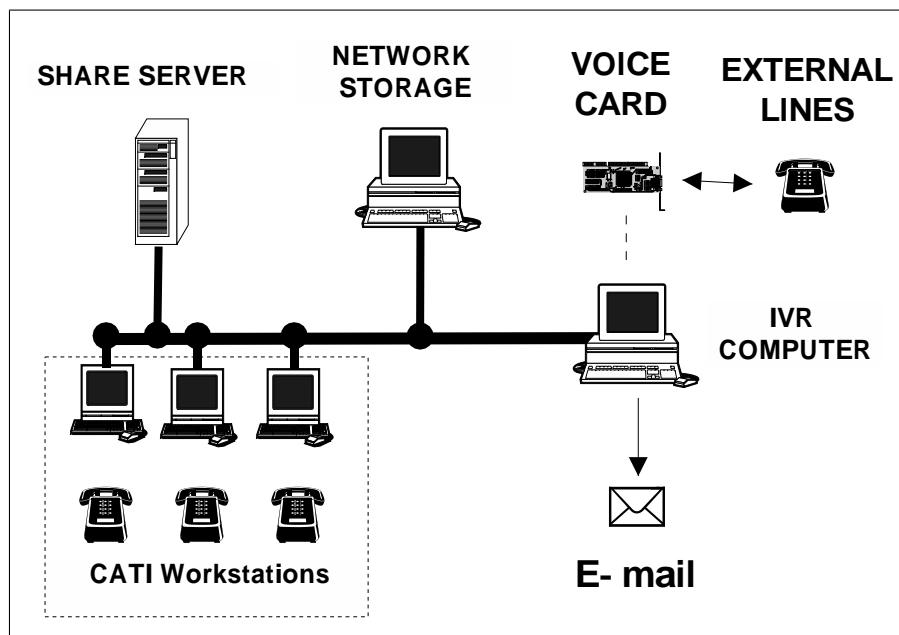 SHARE SERVER
NETWORK
STORAGE
VOICE
CARD
EXTERNAL
LINES
IVR
COMPUTER
CATI Workstations
E- mail